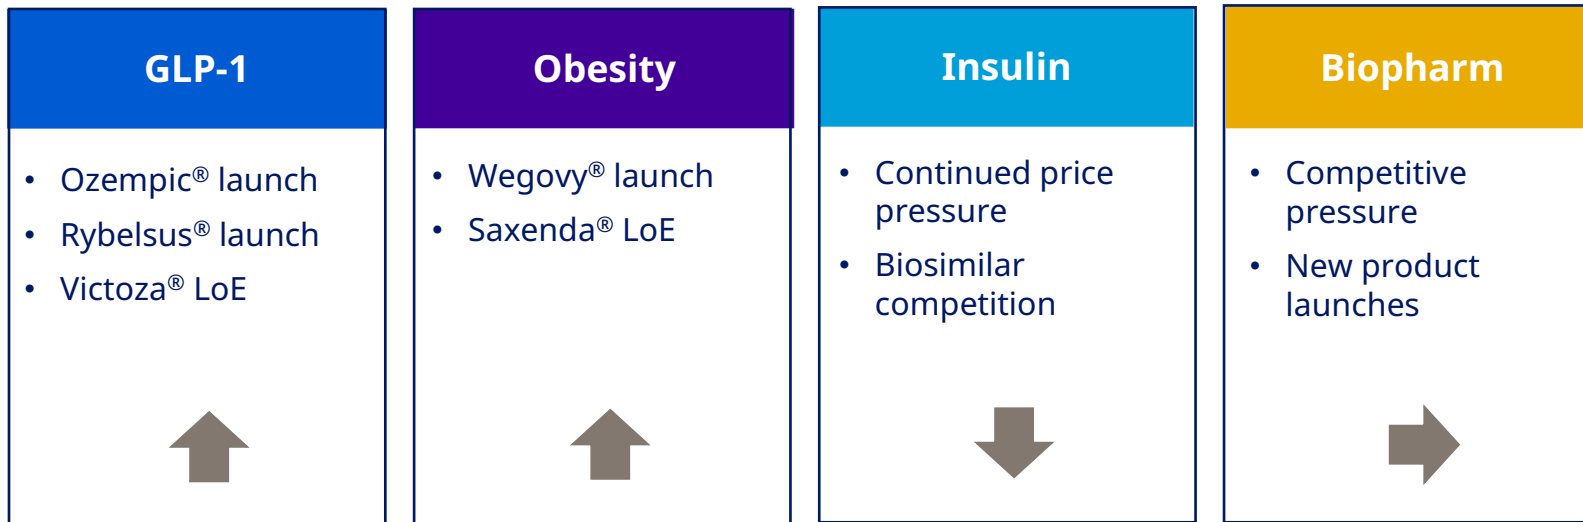 GLP-1
• Ozempic® launch
• Rybelsus® launch
• Victoza® LoE
Obesity
• Wegovy® launch
• Saxenda® LoE
Insulin
• Continued price
pressure
• Biosimilar
competition
Biopharm
• Competitive
pressure
• New product
launches